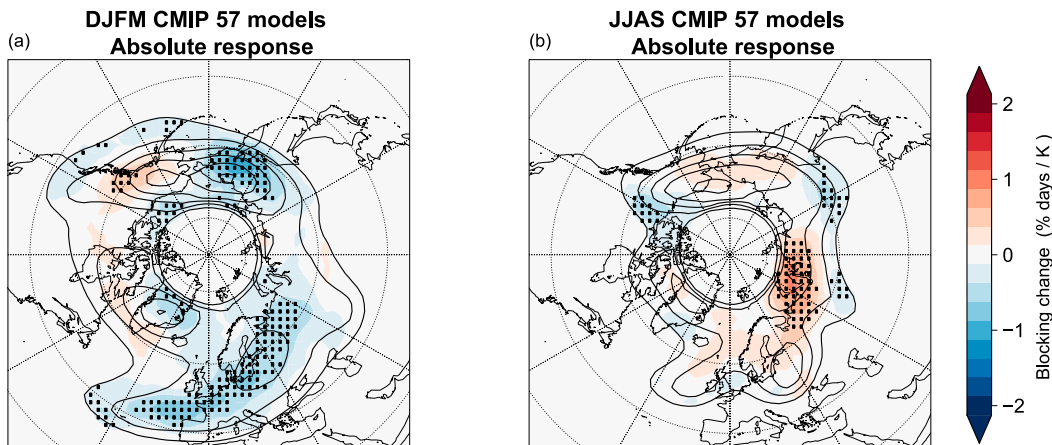 DJFM CMIP 57 models
Absolute response
(a)
JJAS CMIP 57 models
Absolute response
(b)
2
1
0
−1
−2
Blocking change (% days / K)